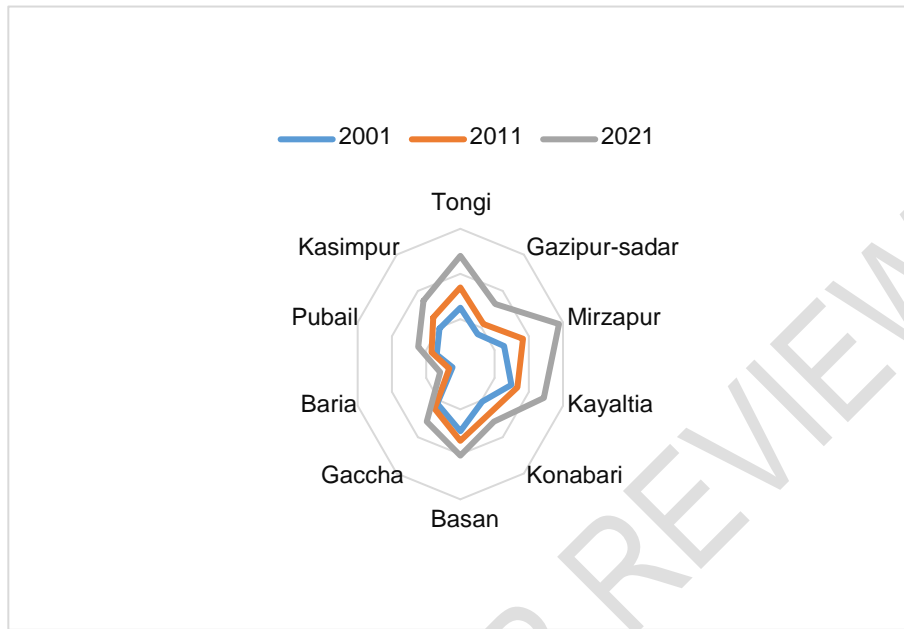 2001 2011 2021
Tongi
Kasimpur Gazipur-sadar
Pubail Mirzapur
Baria Kayaltia
Gaccha Konabari
Basan
REVIEW